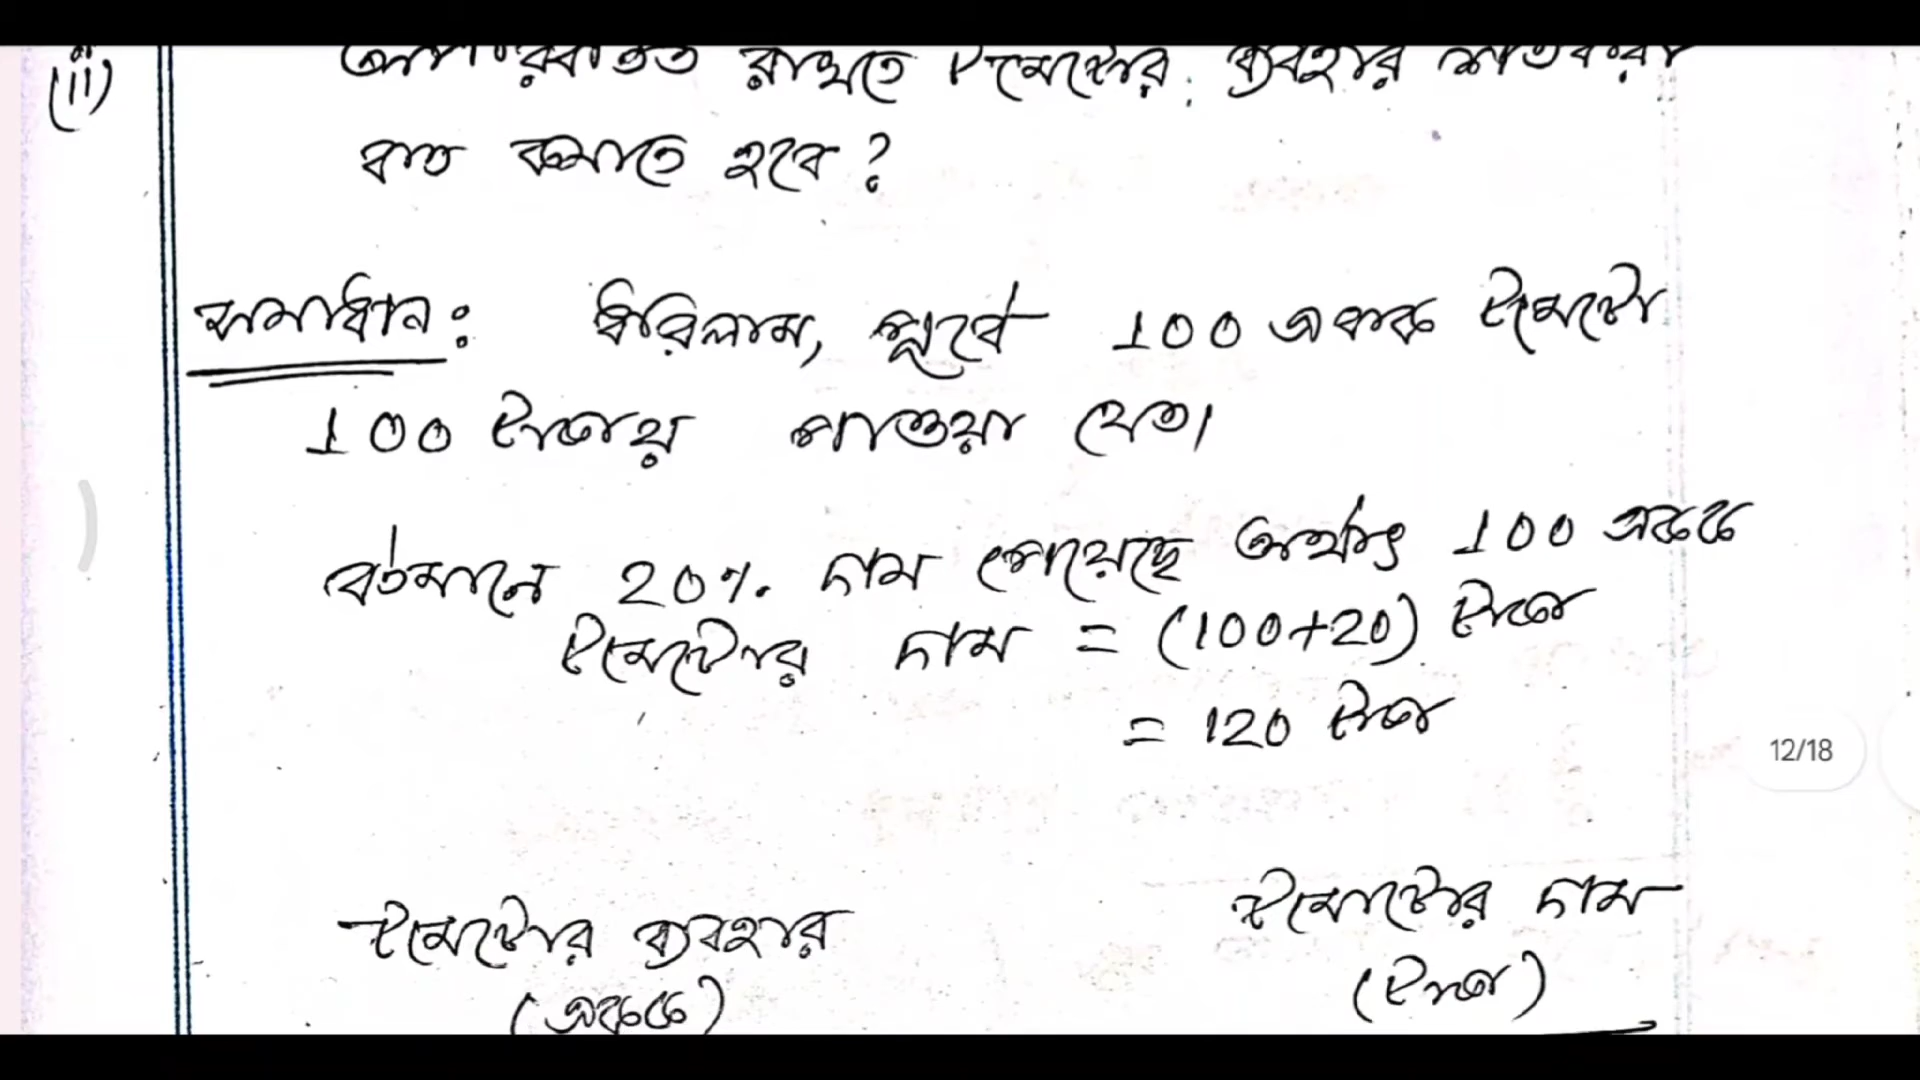 (ii) অপরিবর্তিত রাখতে টমেটোর ব্যবহার শতকরা
কত কমাতে হবে?
সমাধান: ধরিলাম, পূর্বে 100 একক টমেটো
100 টাকায় পাওয়া যেত।
বর্তমানে 20% দাম পেয়েছে অর্থাৎ 100 একক
টমেটোর দাম = (100+20) টাকা
= 120 টাকা
12/18
টমেটোর ব্যবহার টমেটোর দাম
(একক) (টাকা)